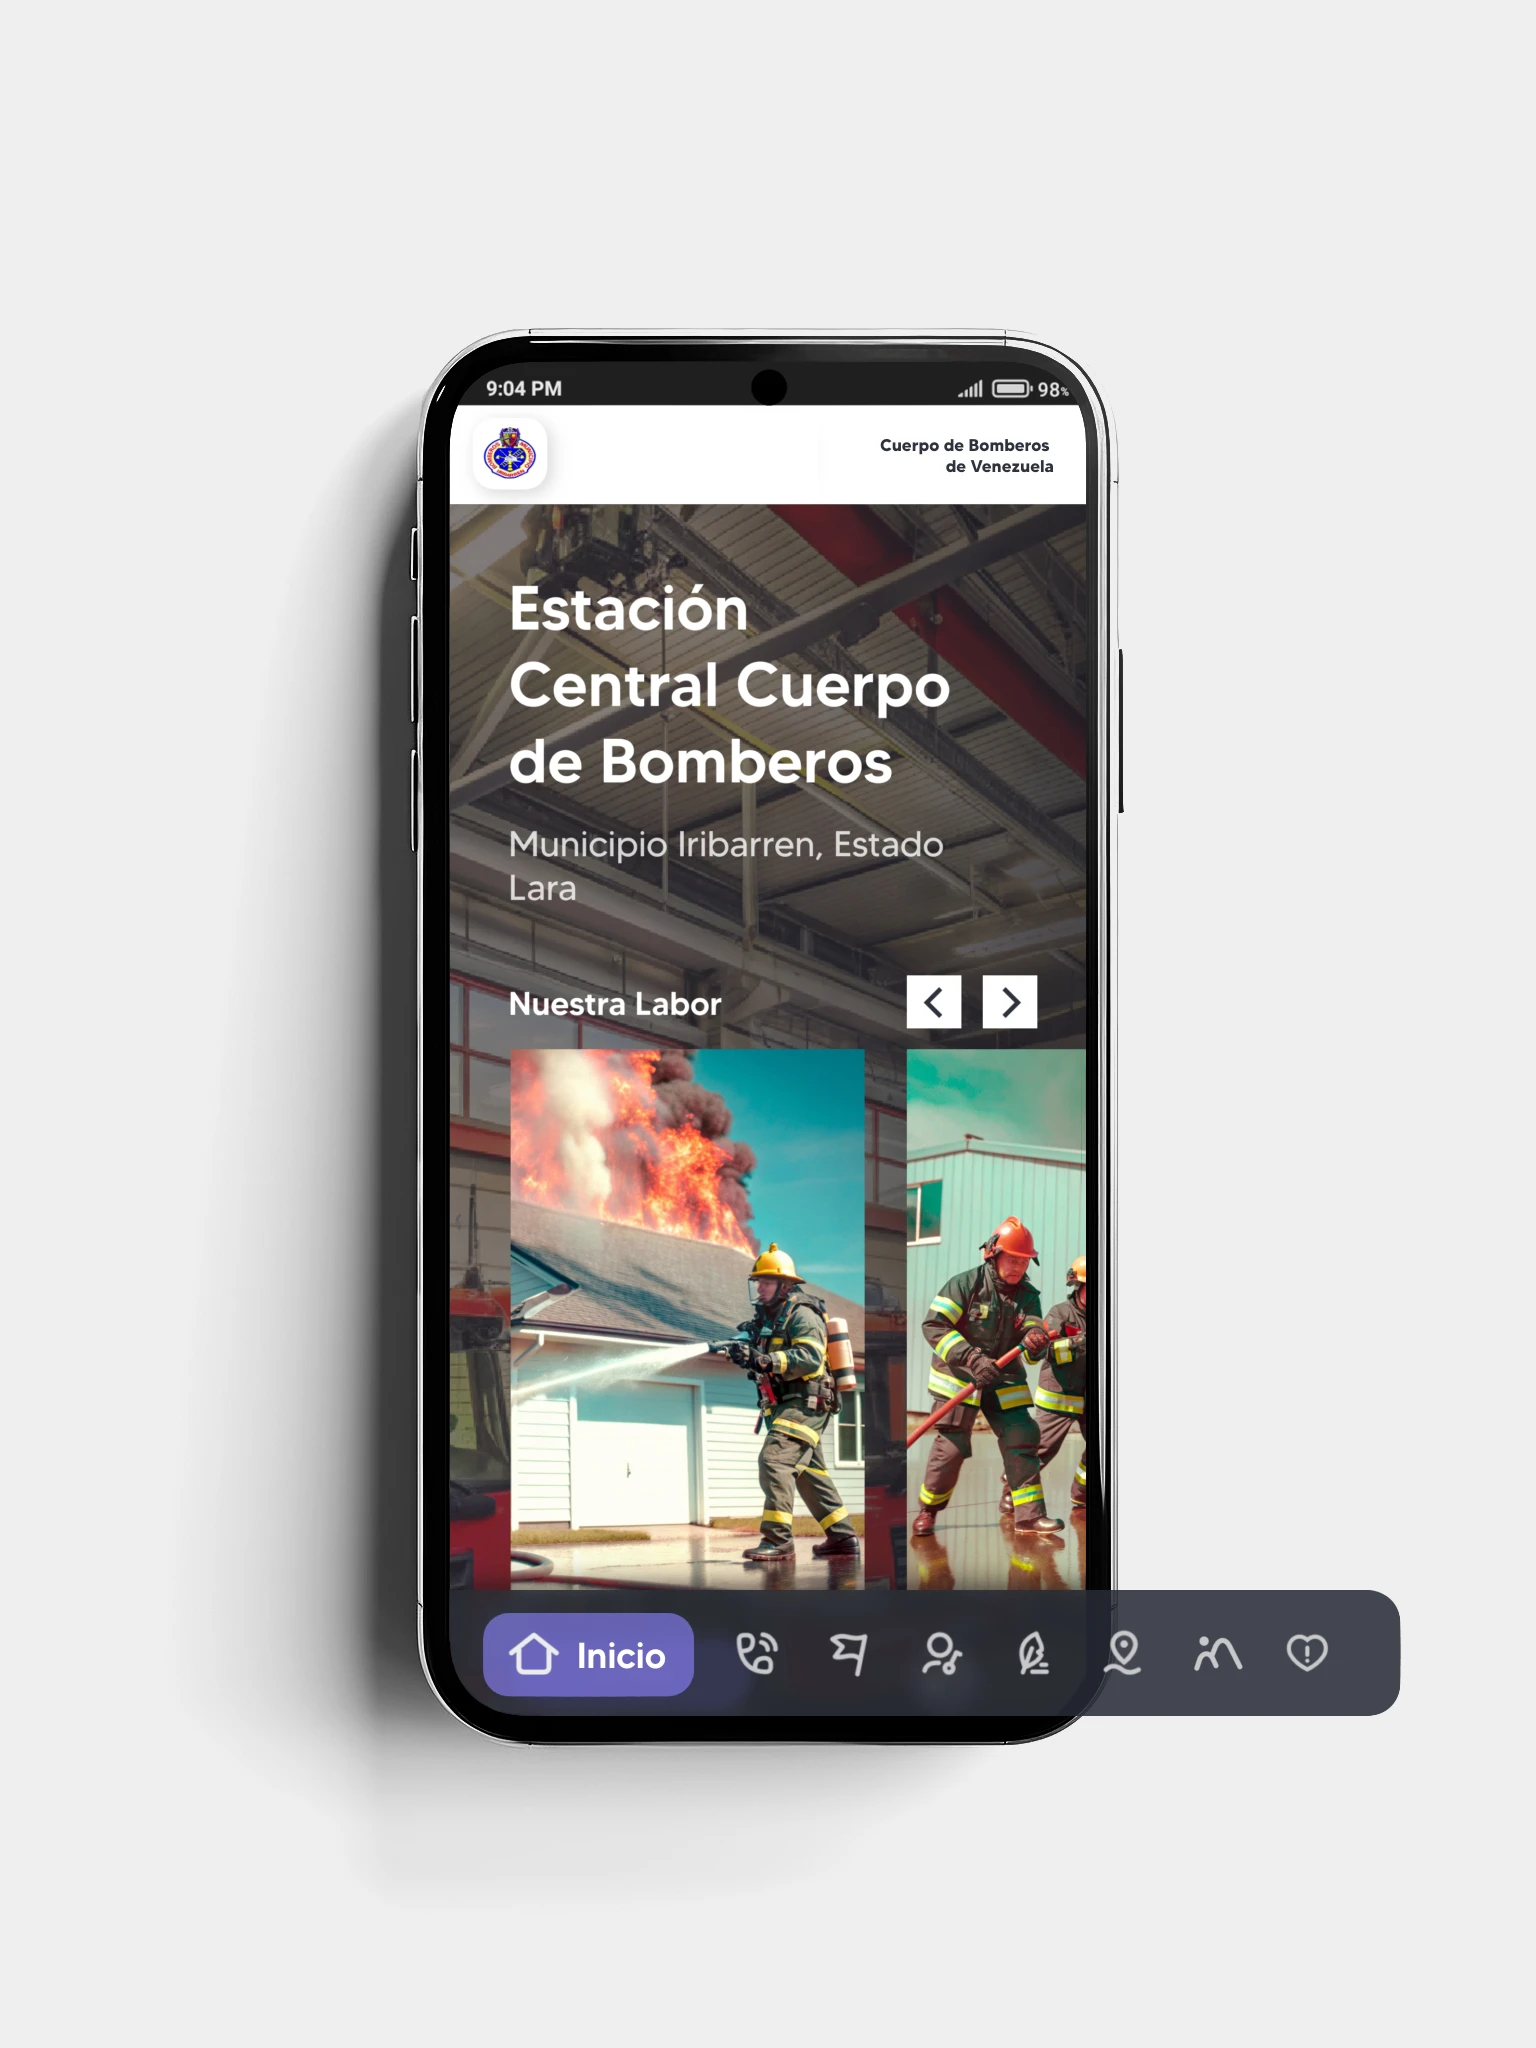 9:04 PM
98%
Cuerpo de Bomberos
de Venezuela
Estación
Central Cuerpo
de Bomberos
Municipio Iribarren, Estado
Lara
Nuestra Labor
Inicio